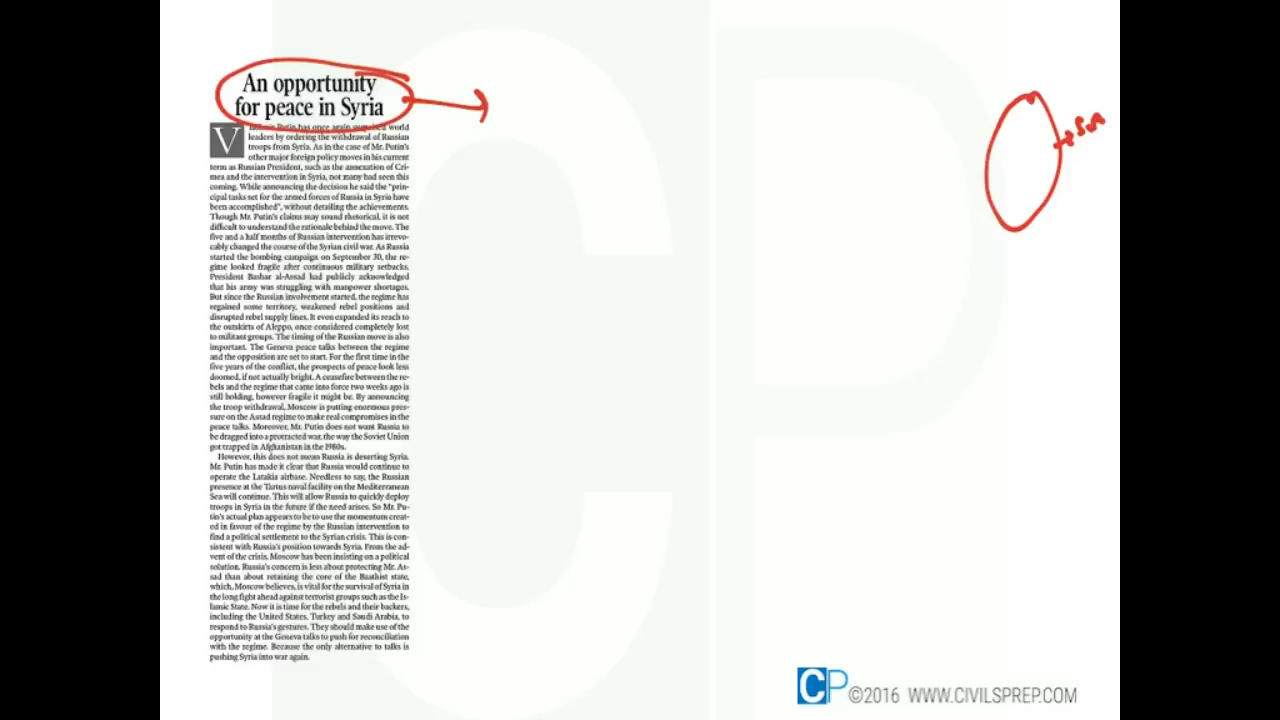 An opportunity
for peace in Syria
Vladimir Putin has once again surprised world
leaders by ordering the withdrawal of Russian
troops from Syria. As in the case of Mr. Putin's
other major foreign policy moves in his current
term as Russian President, such as the annexation of Cri-
mea and the intervention in Syria, not many had seen this
coming. While announcing the decision he said the "prin-
cipal tasks set for the armed forces of Russia in Syria have
been accomplished", without detailing the achievements.
Though Mr. Putin's claims may sound rhetorical, it is not
difficult to understand the rationale behind the move. The
five and a half months of Russian intervention has irrevo-
cably changed the course of the Syrian civil war. As Russia
started the bombing campaign on September 30, the re-
gime looked fragile after continuous military setbacks.
President Bashar al-Assad had publicly acknowledged
that his army was struggling with manpower shortages.
But since the Russian involvement started, the regime has
regained some territory, weakened rebel positions and
disrupted rebel supply lines. It even expanded its reach to
the outskirts of Aleppo, once considered completely lost
to militant groups. The timing of the Russian move is also
important. The Geneva peace talks between the regime
and the opposition are set to start. For the first time in the
five years of the conflict, the prospects of peace look less
doomed, if not actually bright. A ceasefire between the re-
bels and the regime that came into force two weeks ago is
still holding, however fragile it might be. By announcing
the troop withdrawal, Moscow is putting enormous pres-
sure on the Assad regime to make real compromises in the
peace talks. Moreover, Mr. Putin does not want Russia to
be dragged into a protracted war, the way the Soviet Union
got trapped in Afghanistan in the 1980s.
However, this does not mean Russia is deserting Syria.
Mr. Putin has made it clear that Russia would continue to
operate the Latakia airbase. Needless to say, the Russian
presence at the Tartus naval facility on the Mediterranean
Sea will continue. This will allow Russia to quickly deploy
troops in Syria in the future if the need arises. So Mr. Pu-
tin's actual plan appears to be to use the momentum creat-
ed in favour of the regime by the Russian intervention to
find a political settlement to the Syrian crisis. This is con-
sistent with Russia's position towards Syria. From the ad-
vent of the crisis, Moscow has been insisting on a political
solution. Russia's concern is less about protecting Mr. As-
sad than about retaining the core of the Baathist state,
which, Moscow believes, is vital for the survival of Syria in
the long fight ahead against terrorist groups such as the Is-
lamic State. Now it is time for the rebels and their backers,
including the United States, Turkey and Saudi Arabia, to
respond to Russia's gestures. They should make use of the
opportunity at the Geneva talks to push for reconciliation
with the regime. Because the only alternative to talks is
pushing Syria into war again.
CP ©2016 WWW.CIVILSPREP.COM